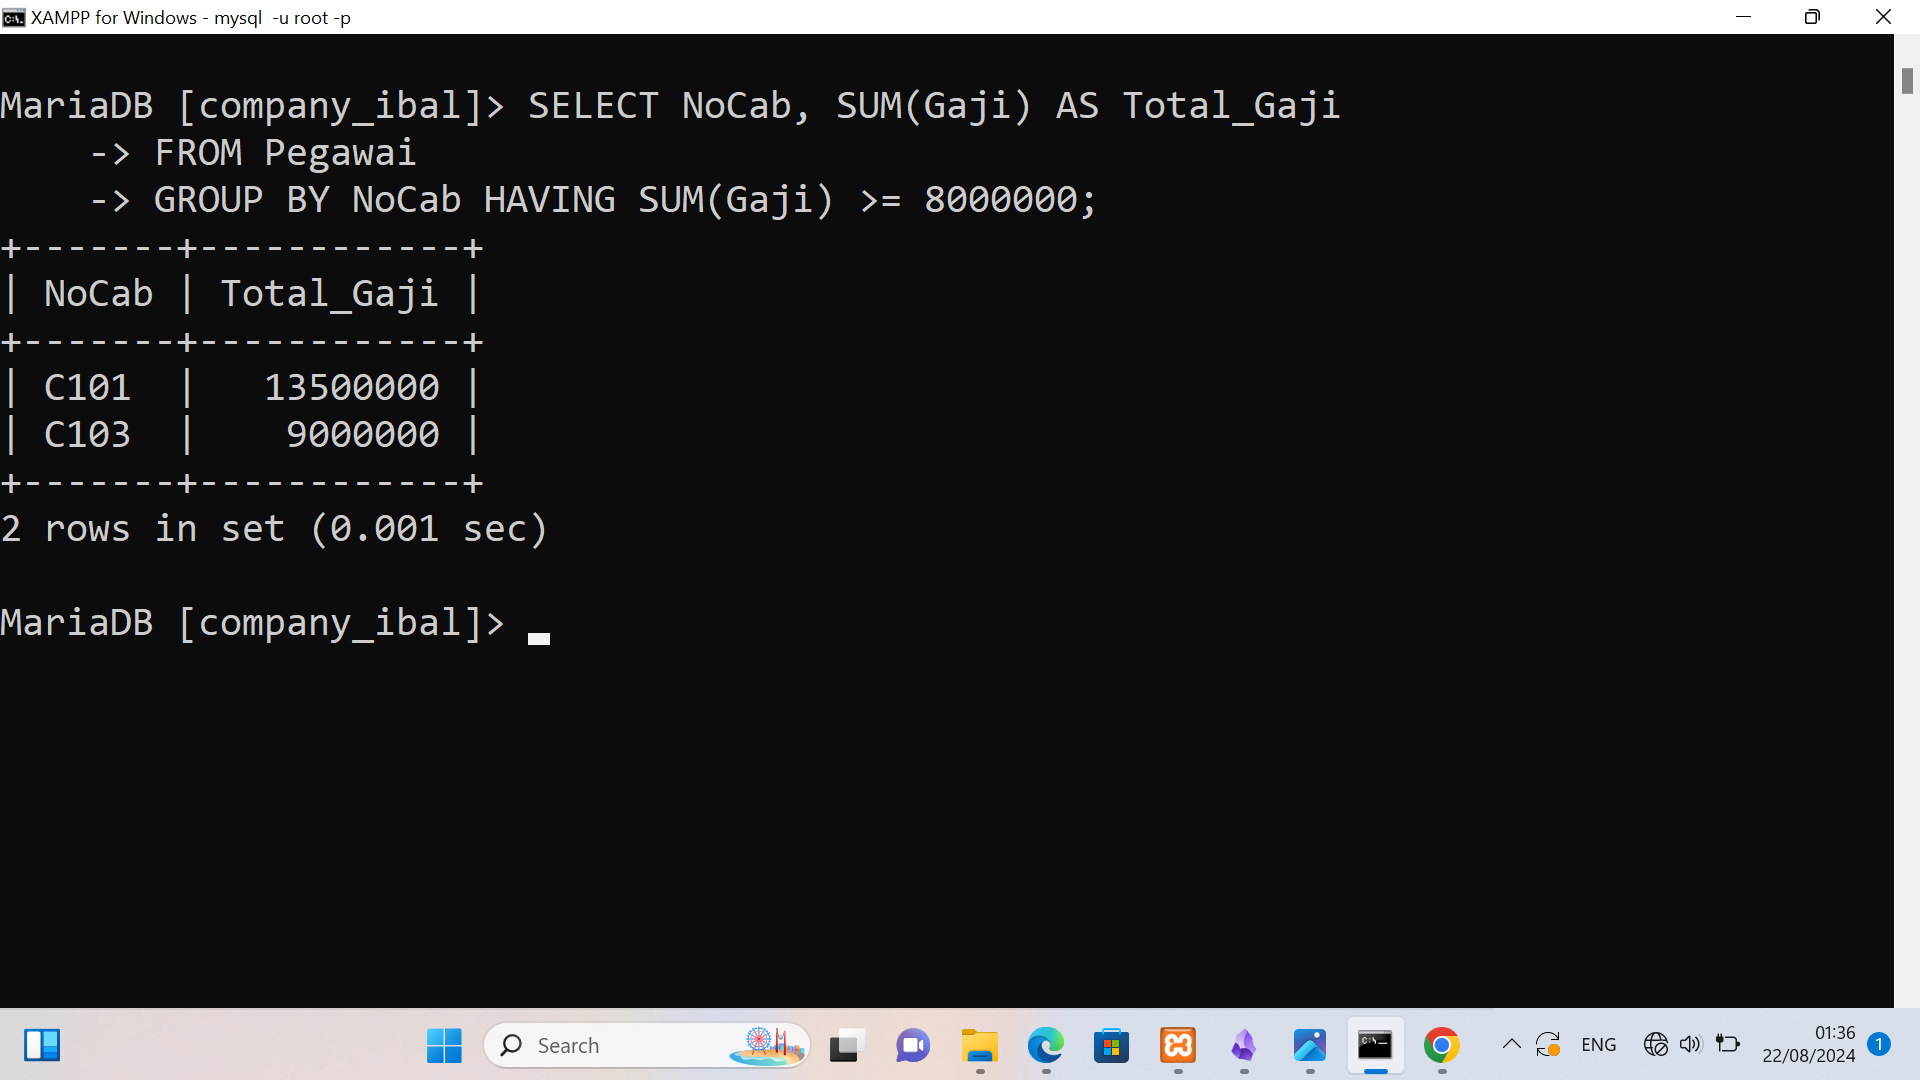 XAMPP for Windows - mysql  -u root -p
MariaDB [company_ibal]> SELECT NoCab, SUM(Gaji) AS Total_Gaji
    -> FROM Pegawai
    -> GROUP BY NoCab HAVING SUM(Gaji) >= 8000000;
+-------+------------+
| NoCab | Total_Gaji |
+-------+------------+
| C101  |   13500000 |
| C103  |    9000000 |
+-------+------------+
2 rows in set (0.001 sec)
MariaDB [company_ibal]>
Search
ENG
01:36
22/08/2024
1